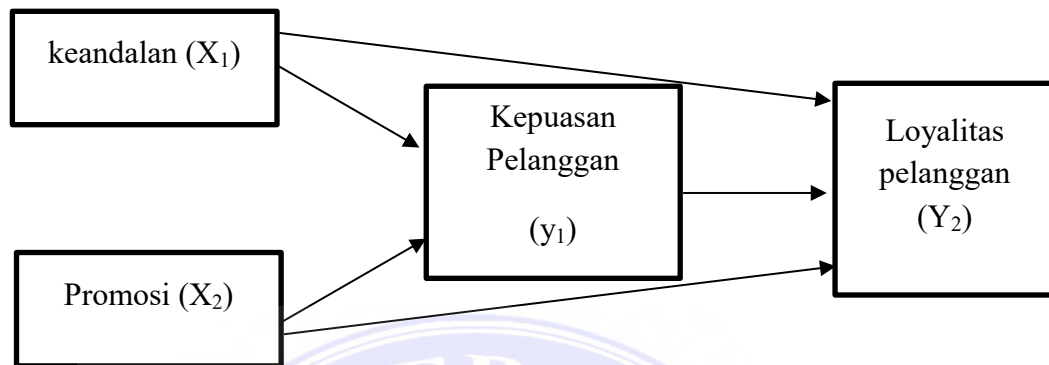 keandalan (X₁)
Kepuasan
Pelanggan
(y₁)
Loyalitas
pelanggan
(Y₂)
Promosi (X₂)